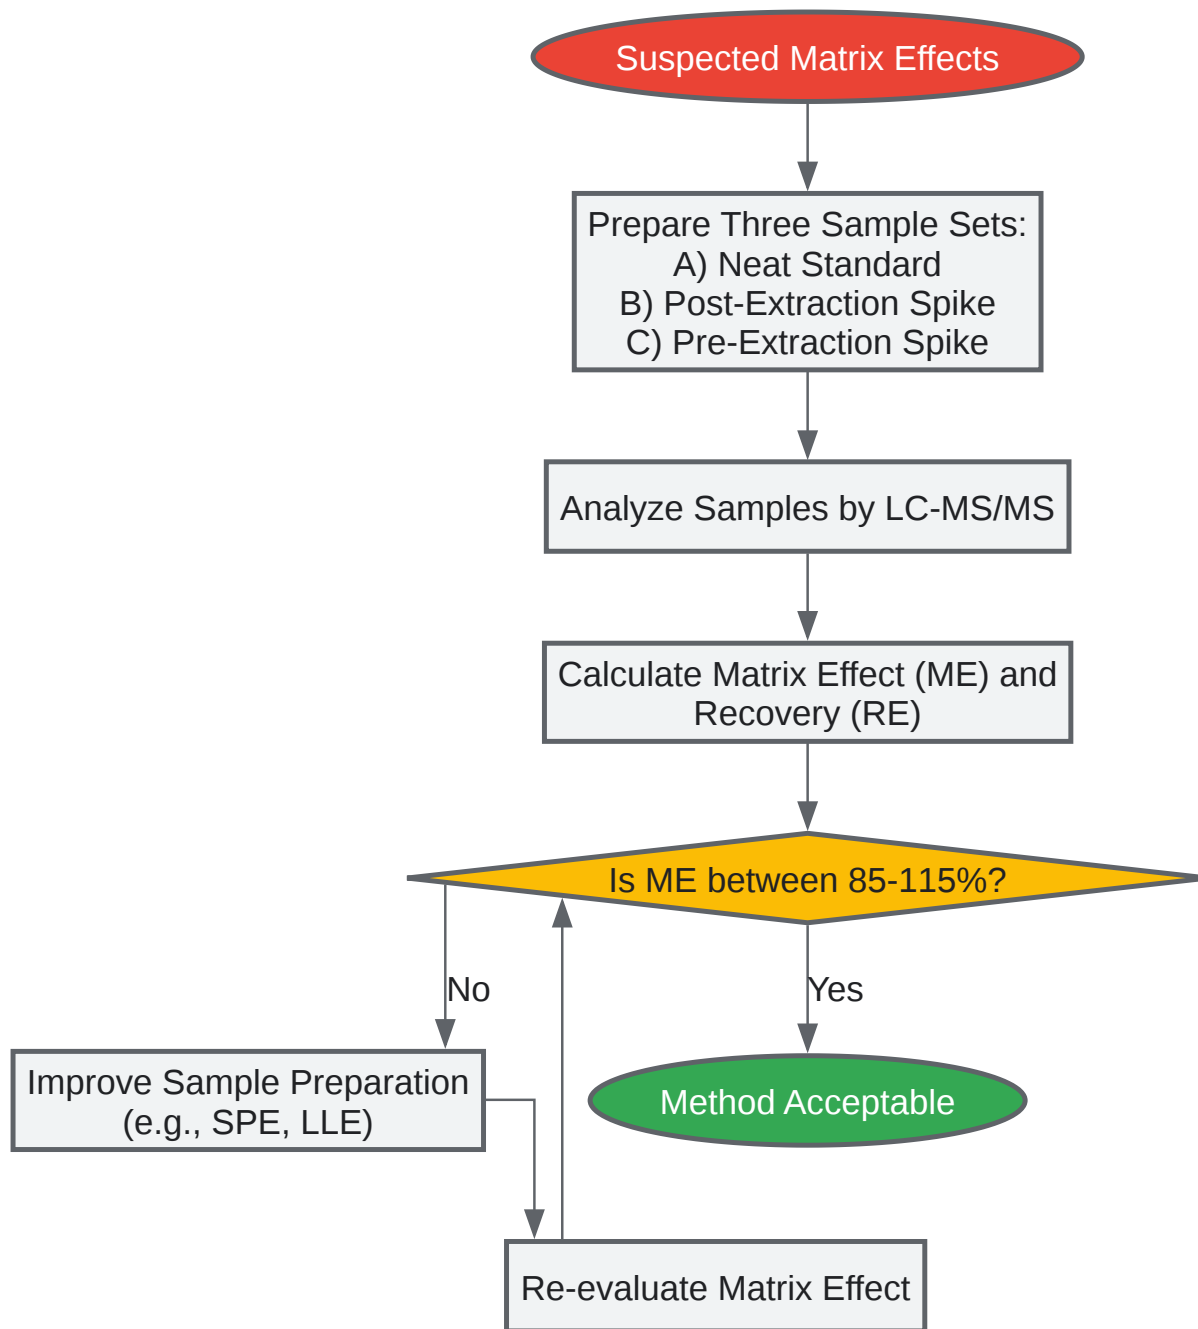 Suspected Matrix Effects
Prepare Three Sample Sets:
A) Neat Standard
B) Post-Extraction Spike
C) Pre-Extraction Spike
Analyze Samples by LC-MS/MS
Calculate Matrix Effect (ME) and
Recovery (RE)
Is ME between 85-115%?
No
Yes
Improve Sample Preparation
(e.g., SPE, LLE)
Method Acceptable
Re-evaluate Matrix Effect